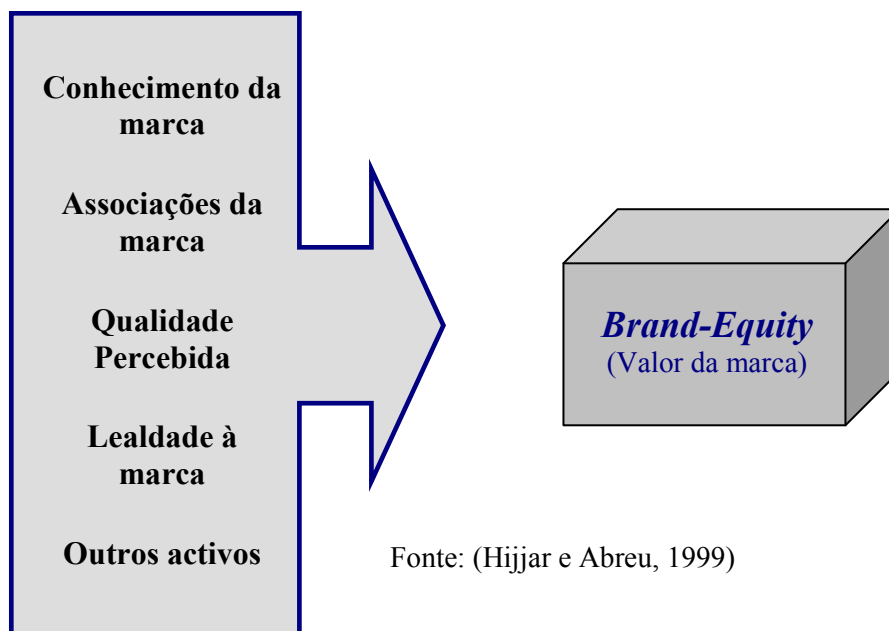 Conhecimento da
marca
Associações da
marca
Qualidade
Percebida
Lealdade à
marca
Outros activos
Brand-Equity
(Valor da marca)
Fonte: (Hijjar e Abreu, 1999)